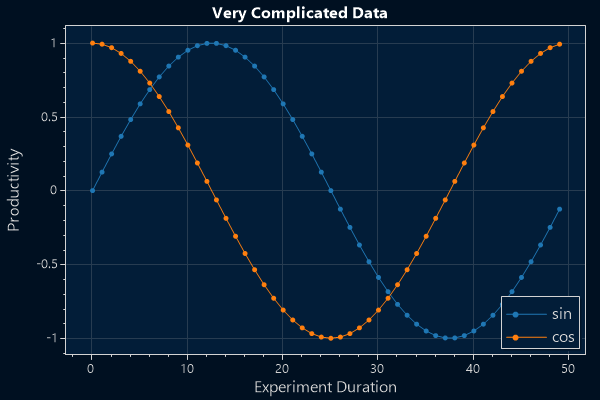 Very Complicated Data
Productivity
1
0.5
0
-0.5
-1
0
10
20
30
40
50
Experiment Duration
sin
cos